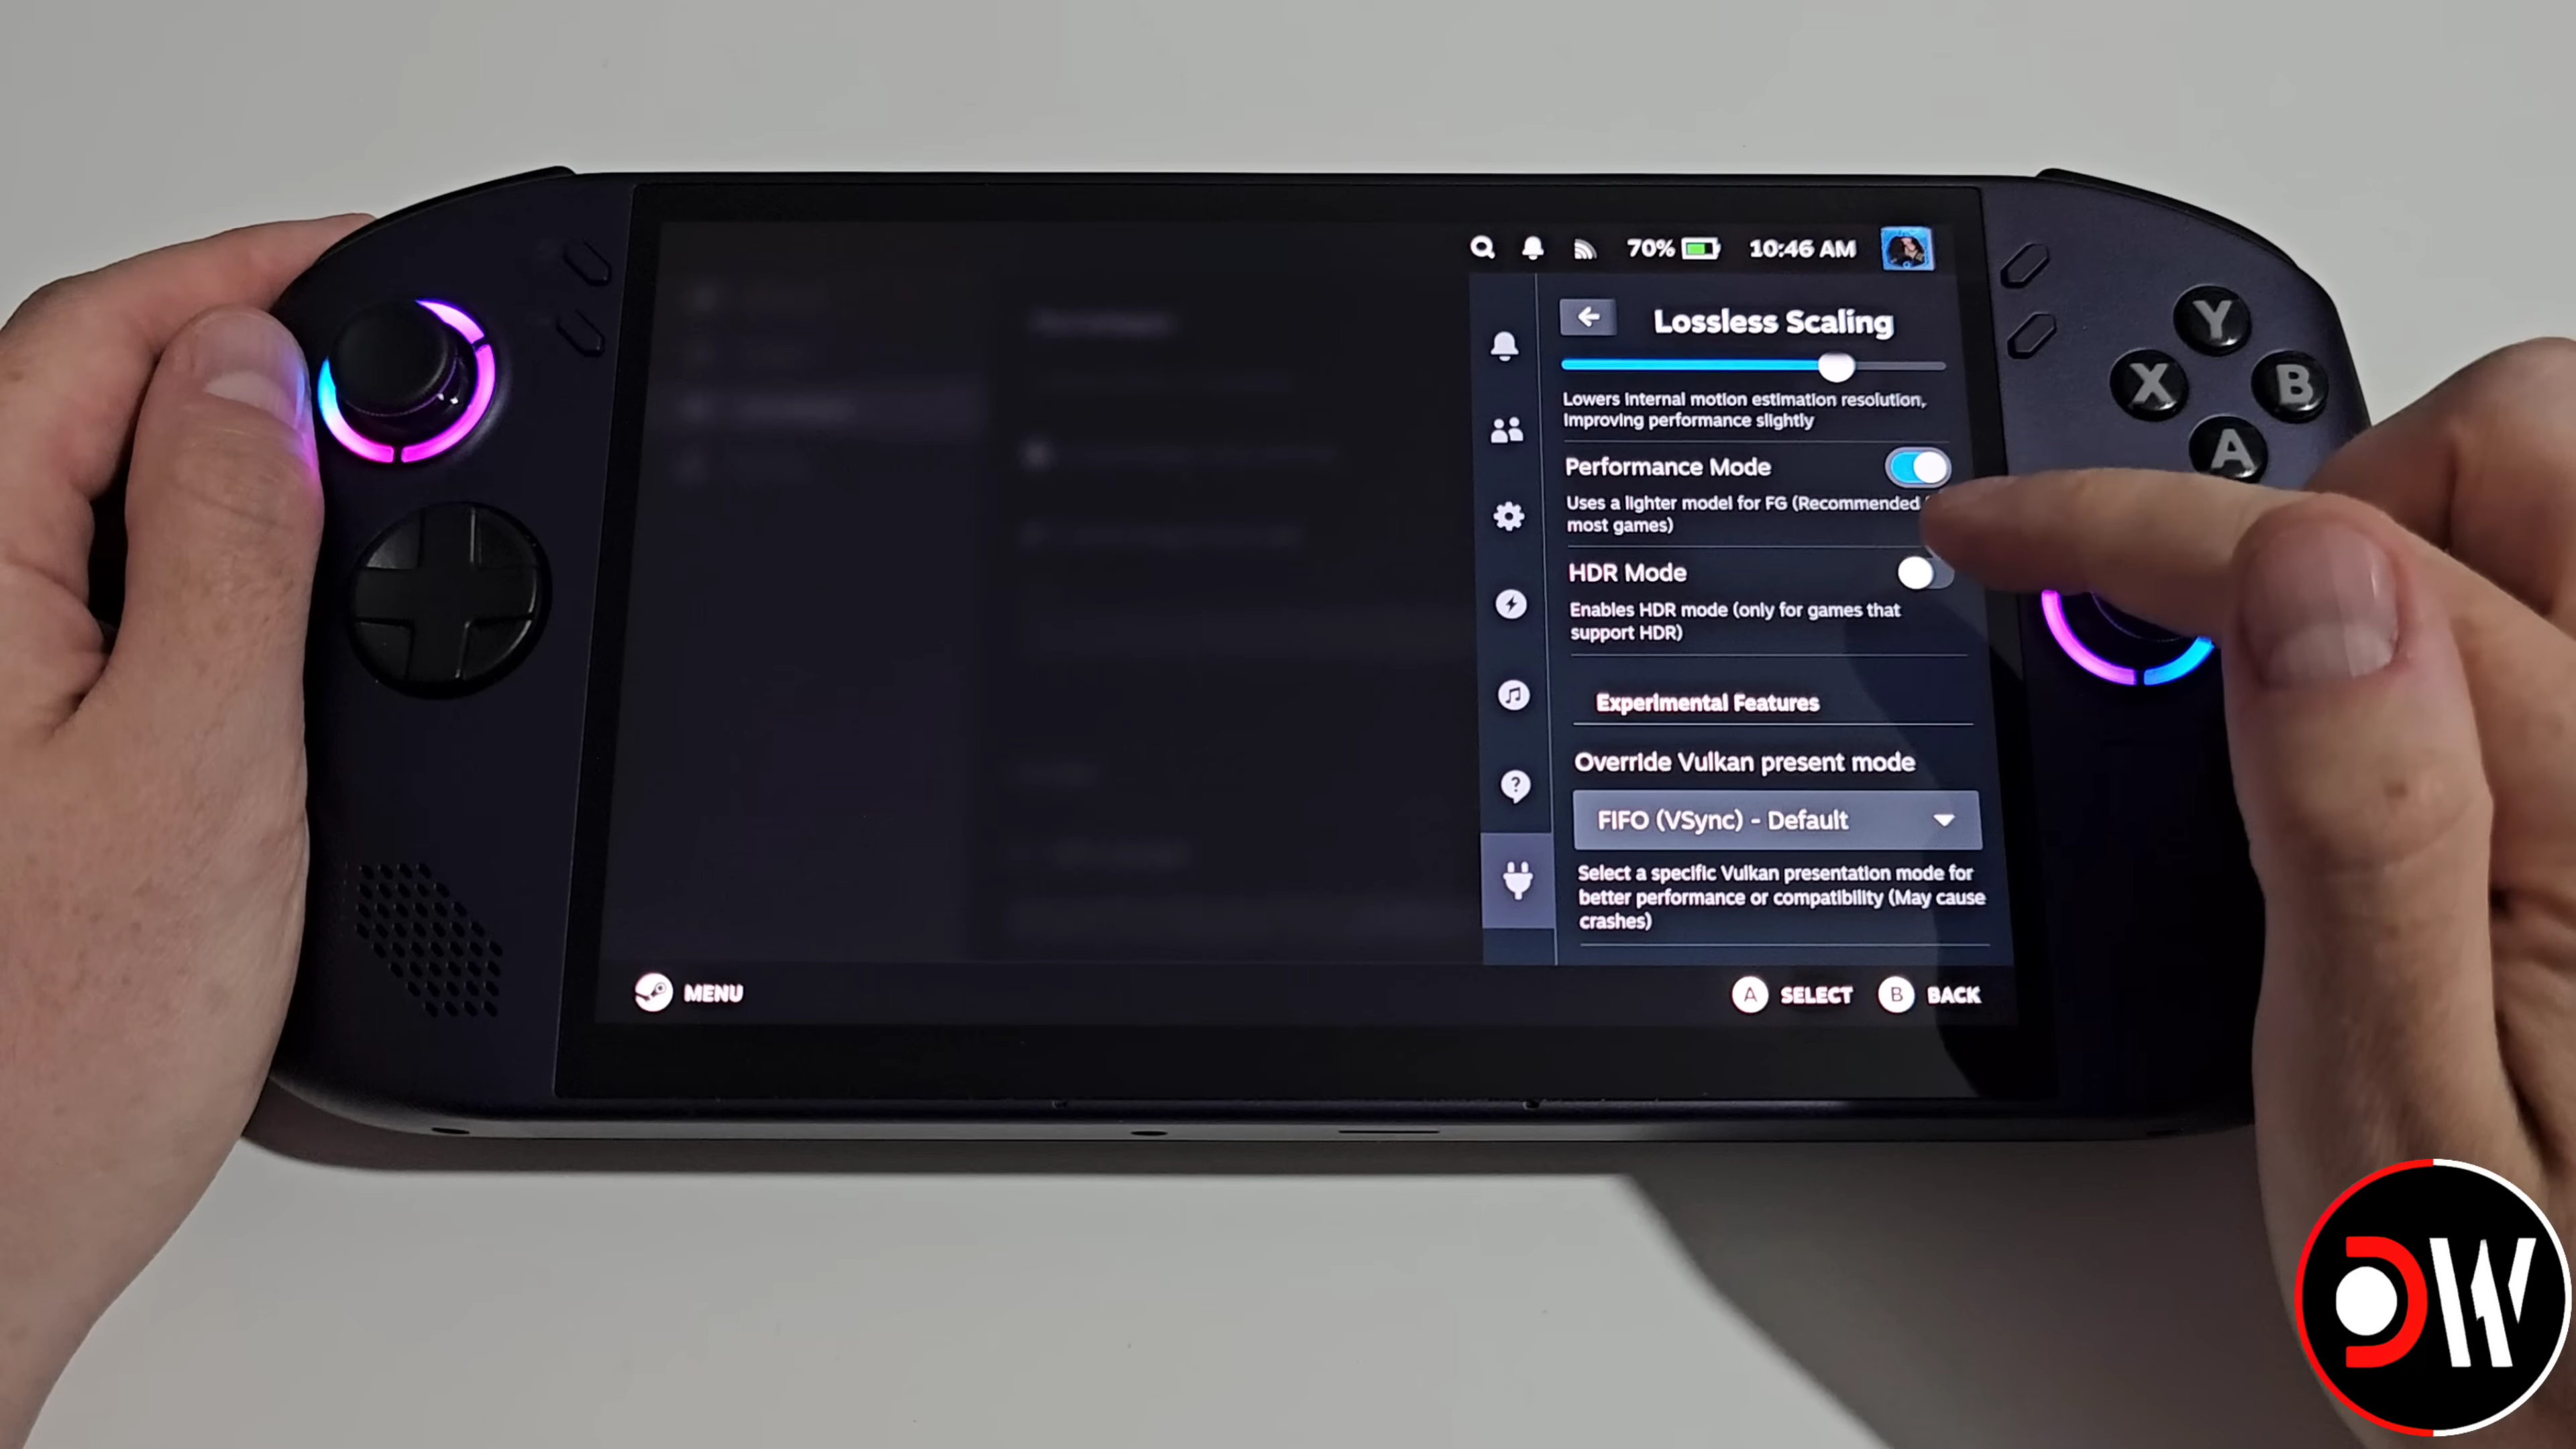 70% 10:46 AM
Lossless Scaling
Lowers internal motion estimation resolution,
improving performance slightly
Performance Mode
Uses a lighter model for FG (Recommended
most games)
HDR Mode
Enables HDR mode (only for games that
support HDR)
Experimental Features
Override Vulkan present mode
FIFO (VSync) - Default
Select a specific Vulkan presentation mode for
better performance or compatibility (May cause
crashes)
MENU
A SELECT B BACK
Y
X
B
A
DW